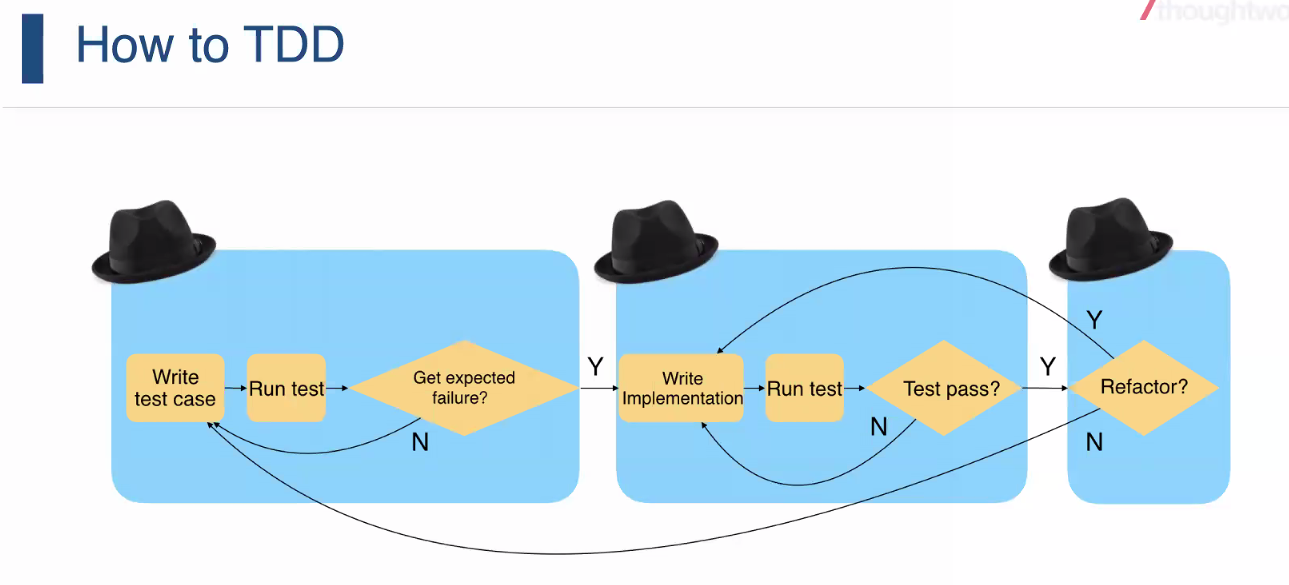 thoughtwo
How to TDD
Write
test case
Run test
Get expected
failure?
N
Y
Write
Implementation
Run test
Test pass?
N
Y
Refactor?
Y
N